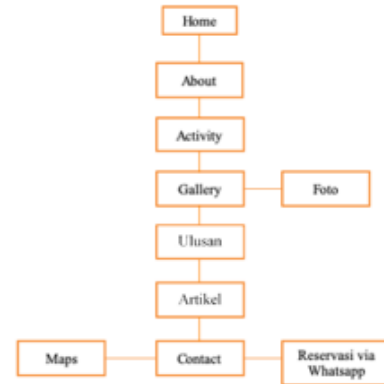 Home
About
Activity
Gallery
Foto
Ulusan
Artikel
Maps
Contact
Reservasi via
Whatsapp